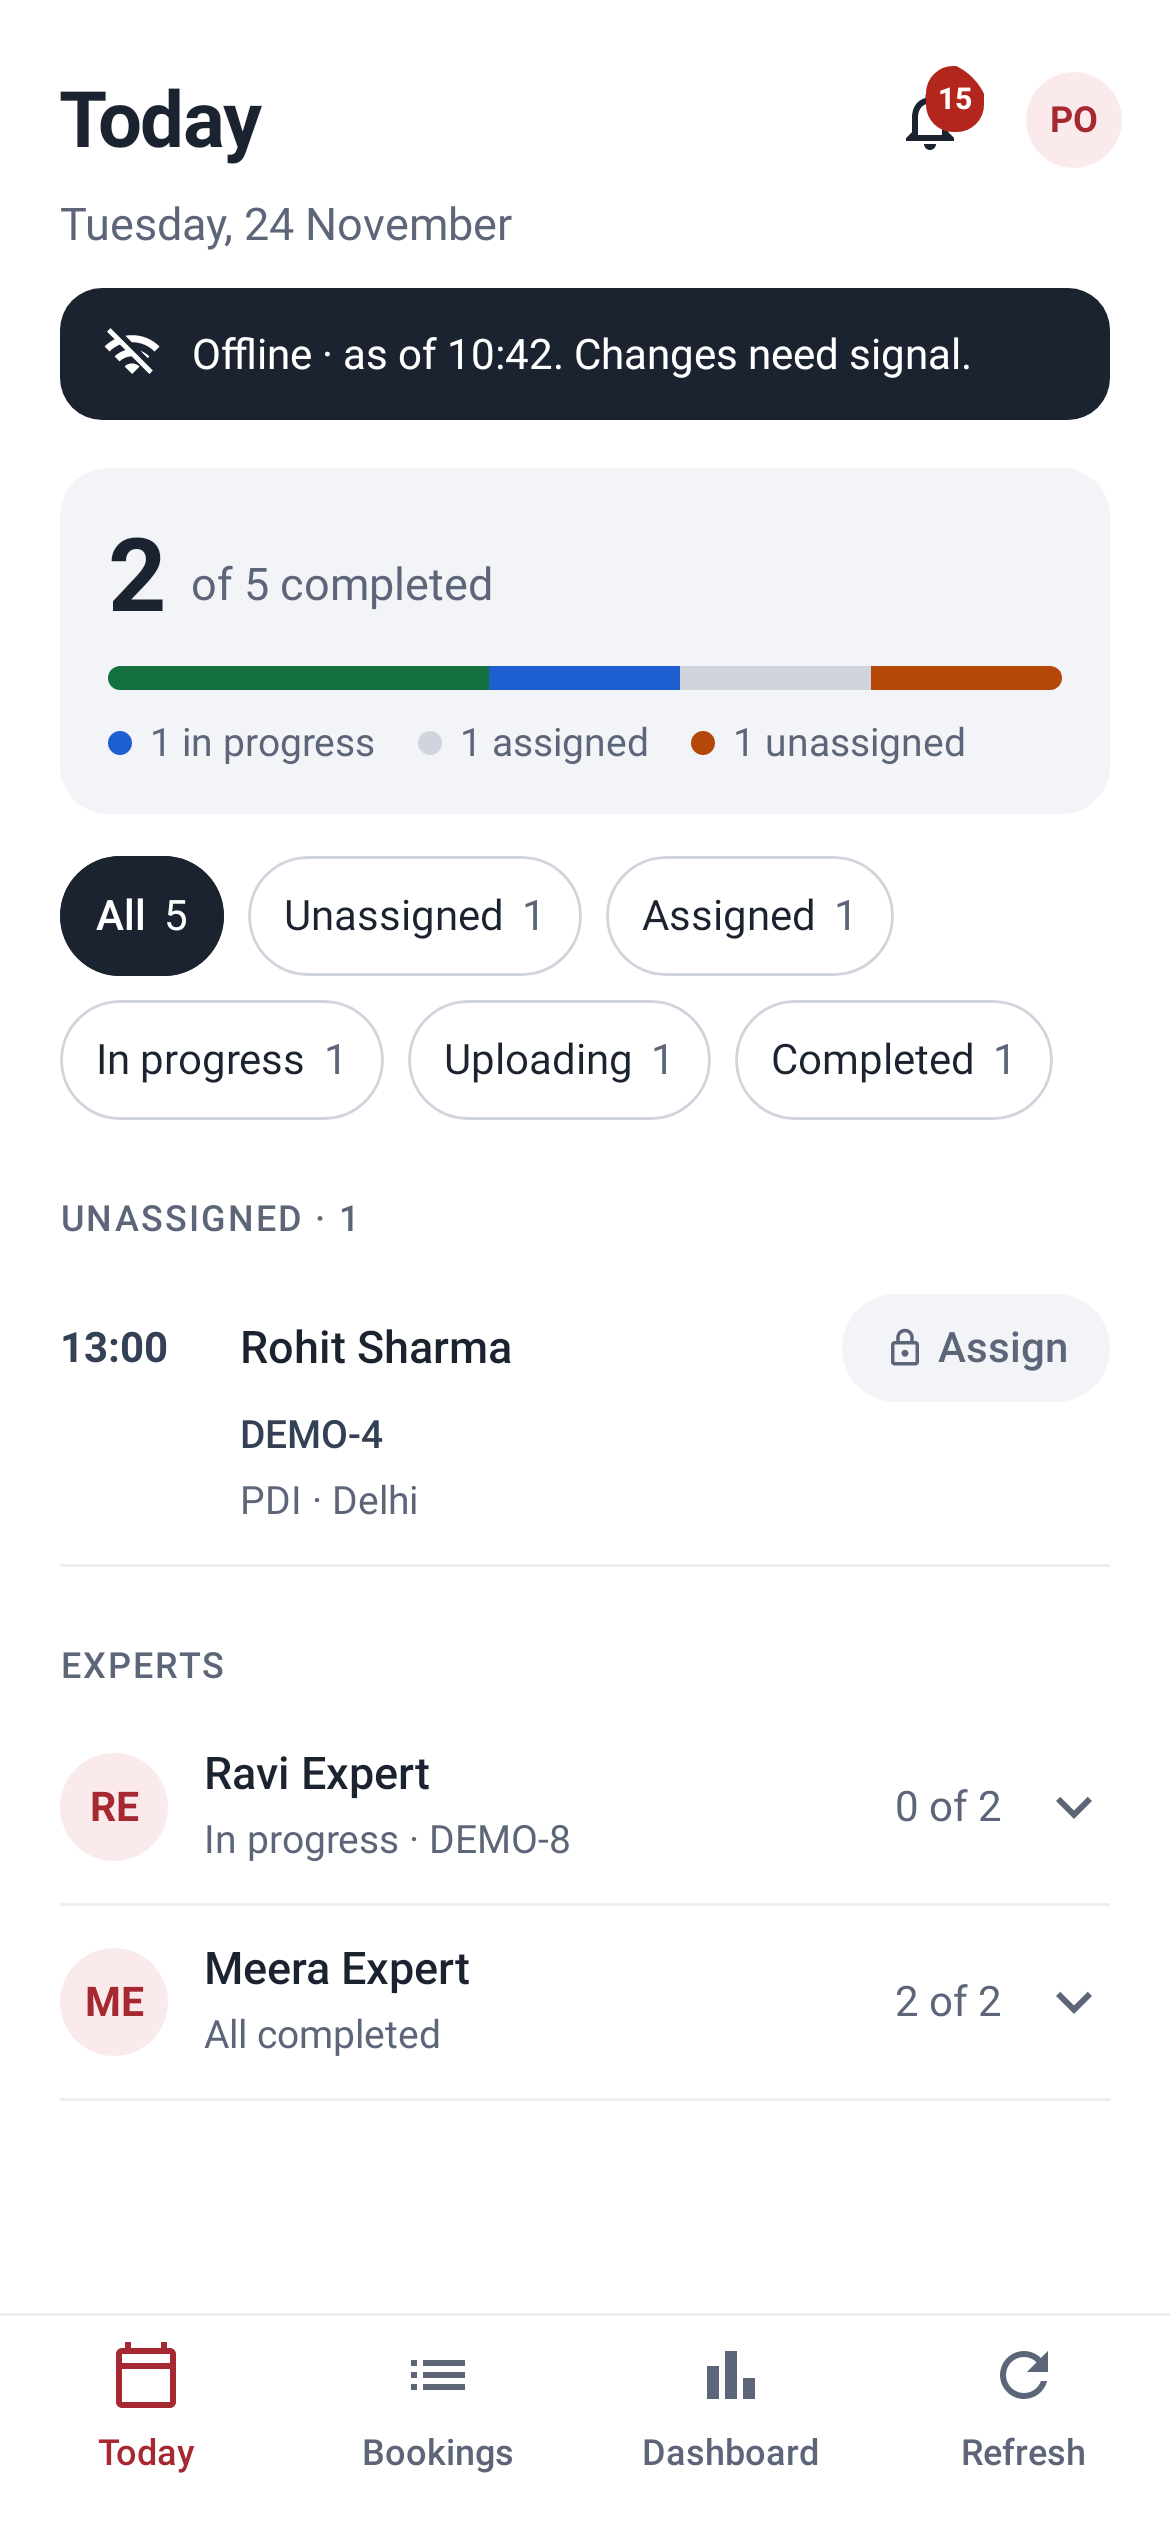 Today
15
PO
Tuesday, 24 November
Offline · as of 10:42. Changes need signal.
2 of 5 completed
1 in progress 1 assigned 1 unassigned
All 5 Unassigned 1 Assigned 1
In progress 1 Uploading 1 Completed 1
UNASSIGNED · 1
13:00 Rohit Sharma Assign
DEMO-4
PDI · Delhi
EXPERTS
RE Ravi Expert 0 of 2
In progress · DEMO-8
ME Meera Expert 2 of 2
All completed
Today Bookings Dashboard Refresh